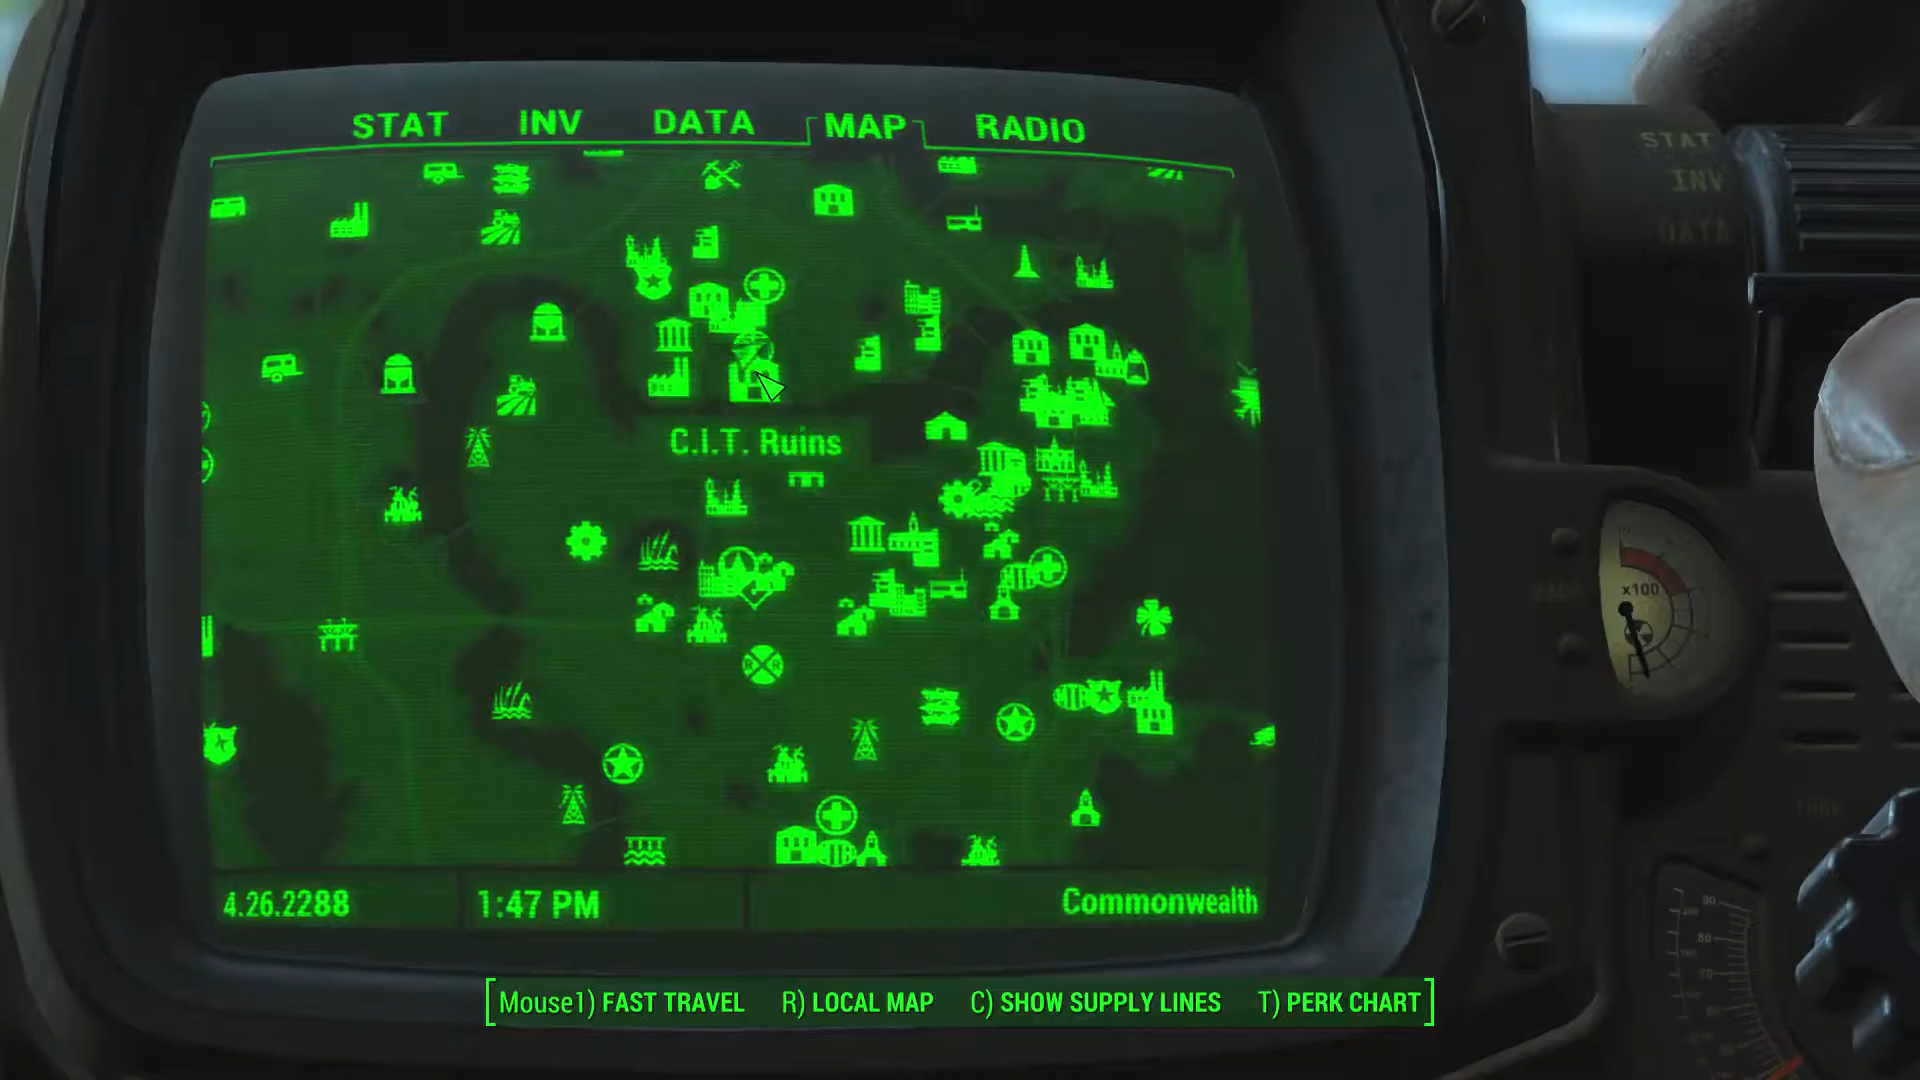 STAT INV DATA MAP RADIO
STAT
INV
DATA
C.I.T. Ruins
R R
x100
4.26.2288 1:47 PM Commonwealth
Mouse1) FAST TRAVEL R) LOCAL MAP C) SHOW SUPPLY LINES T) PERK CHART